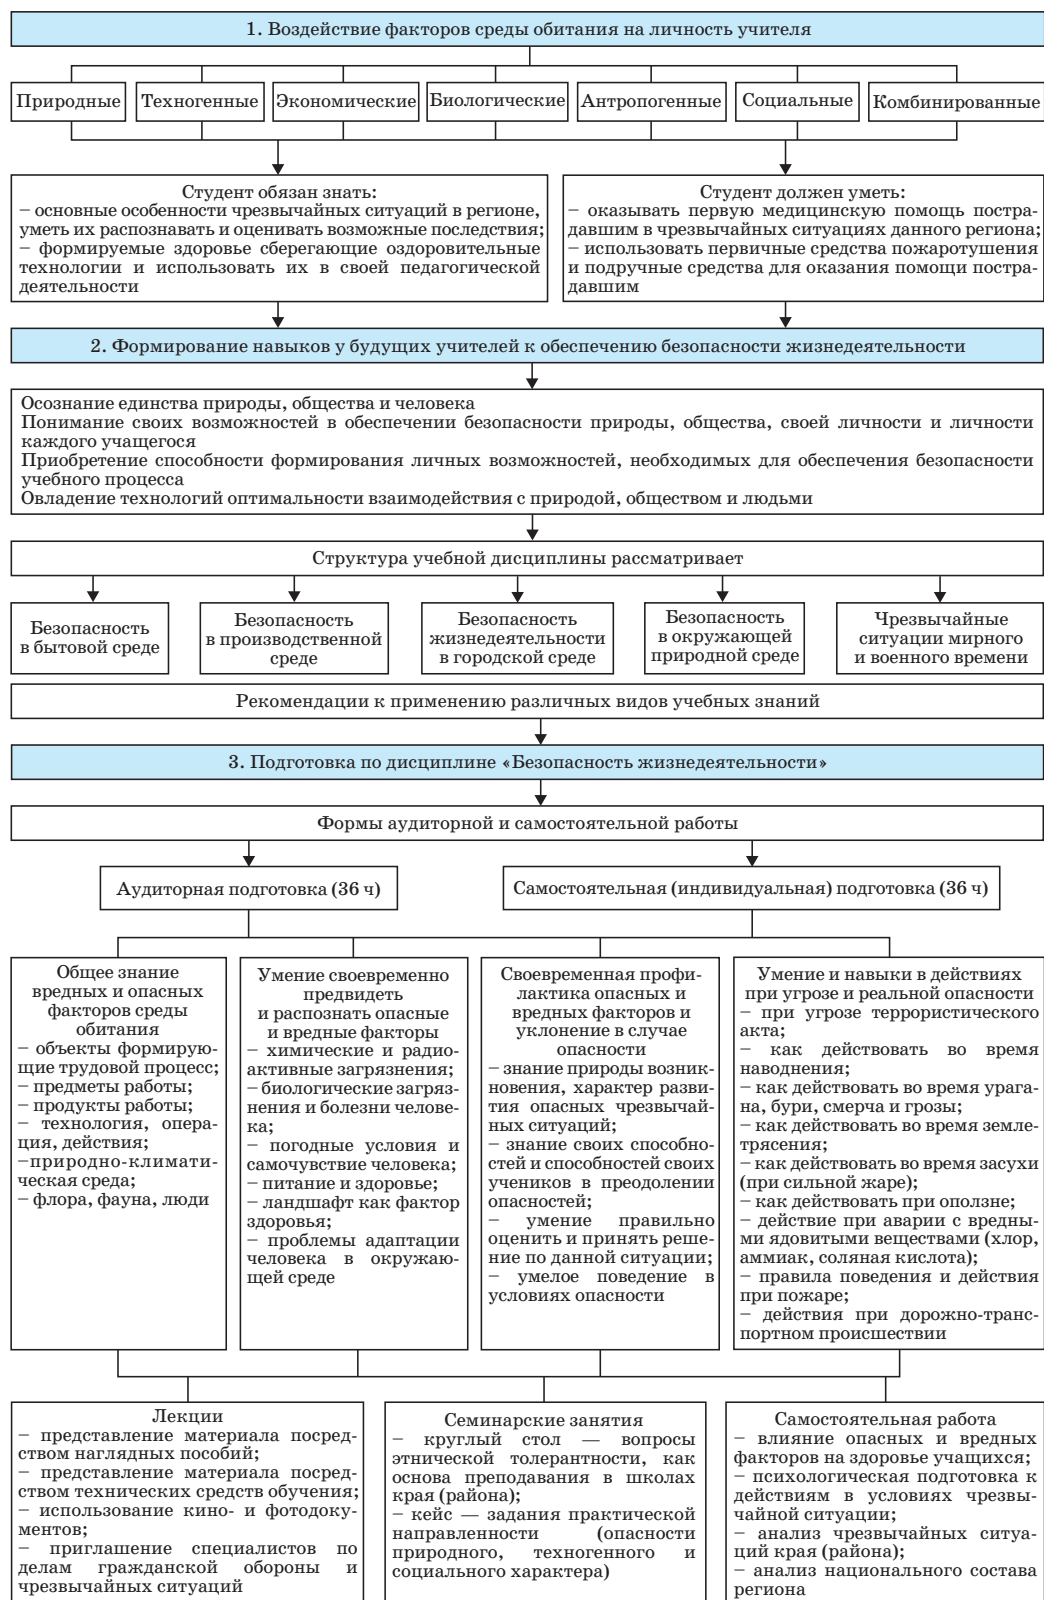 1. Воздействие факторов среды обитания на личность учителя
Природные
Техногенные
Экономические
Биологические
Антропогенные
Социальные
Комбинированные
Студент обязан знать:
– основные особенности чрезвычайных ситуаций в регионе,
уметь их распознавать и оценивать возможные последствия;
– формируемые здоровье сберегающие оздоровительные
технологии и использовать их в своей педагогической
деятельности
Студент должен уметь:
– оказывать первую медицинскую помощь постра-
давшим в чрезвычайных ситуациях данного региона;
– использовать первичные средства пожаротушения
и подручные средства для оказания помощи постра-
давшим
2. Формирование навыков у будущих учителей к обеспечению безопасности жизнедеятельности
Осознание единства природы, общества и человека
Понимание своих возможностей в обеспечении безопасности природы, общества, своей личности и личности
каждого учащегося
Приобретение способности формирования личных возможностей, необходимых для обеспечения безопасности
учебного процесса
Овладение технологий оптимальности взаимодействия с природой, обществом и людьми
Структура учебной дисциплины рассматривает
Безопасность
в бытовой среде
Безопасность
в производственной
среде
Безопасность
жизнедеятельности
в городской среде
Безопасность
в окружающей
природной среде
Чрезвычайные
ситуации мирного
и военного времени
Рекомендации к применению различных видов учебных знаний
3. Подготовка по дисциплине «Безопасность жизнедеятельности»
Формы аудиторной и самостоятельной работы
Аудиторная подготовка (36 ч)
Самостоятельная (индивидуальная) подготовка (36 ч)
Общее знание
вредных и опасных
факторов среды
обитания
– объекты формирую-
щие трудовой процесс;
– предметы работы;
– продукты работы;
– технология, опера-
ция, действия;
–природно-климати-
ческая среда;
– флора, фауна, люди
Умение своевременно
предвидеть
и распознать опасные
и вредные факторы
– химические и радио-
активные загрязнения;
– биологические загряз-
нения и болезни челове-
ка;
– погодные условия и
самочувствие человека;
– питание и здоровье;
– ландшафт как фактор
здоровья;
– проблемы адаптации
человека в окружаю-
щей среде
Своевременная профи-
лактика опасных и
вредных факторов и
уклонение в случае
опасности
– знание природы возник-
новения, характер разви-
тия опасных чрезвычай-
ных ситуаций;
– знание своих способно-
стей и способностей своих
учеников в преодолении
опасностей;
– умение правильно
оценить и принять реше-
ние по данной ситуации;
– умелое поведение в
условиях опасности
Умение и навыки в действиях
при угрозе и реальной опасности
– при угрозе террористического
акта;
– как действовать во время
наводнения;
– как действовать во время урага-
на, бури, смерча и грозы;
– как действовать во время земле-
трясения;
– как действовать во время засухи
(при сильной жаре);
– как действовать при оползне;
– действие при аварии с вредны-
ми ядовитыми веществами (хлор,
аммиак, соляная кислота);
– правила поведения и действия
при пожаре;
– действия при дорожно-транс-
портном происшествии
Лекции
– представление материала посред-
ством наглядных пособий;
– представление материала посред-
ством технических средств обучения;
– использование кино- и фотодоку-
ментов;
– приглашение специалистов по
делам гражданской обороны и
чрезвычайных ситуаций
Семинарские занятия
– круглый стол — вопросы
этнической толерантности, как
основа преподавания в школах
края (района);
– кейс — задания практической
направленности (опасности
природного, техногенного и
социального характера)
Самостоятельная работа
– влияние опасных и вредных
факторов на здоровье учащихся;
– психологическая подготовка к
действиям в условиях чрезвы-
чайной ситуации;
– анализ чрезвычайных ситуа-
ций края (района);
– анализ национального состава
региона